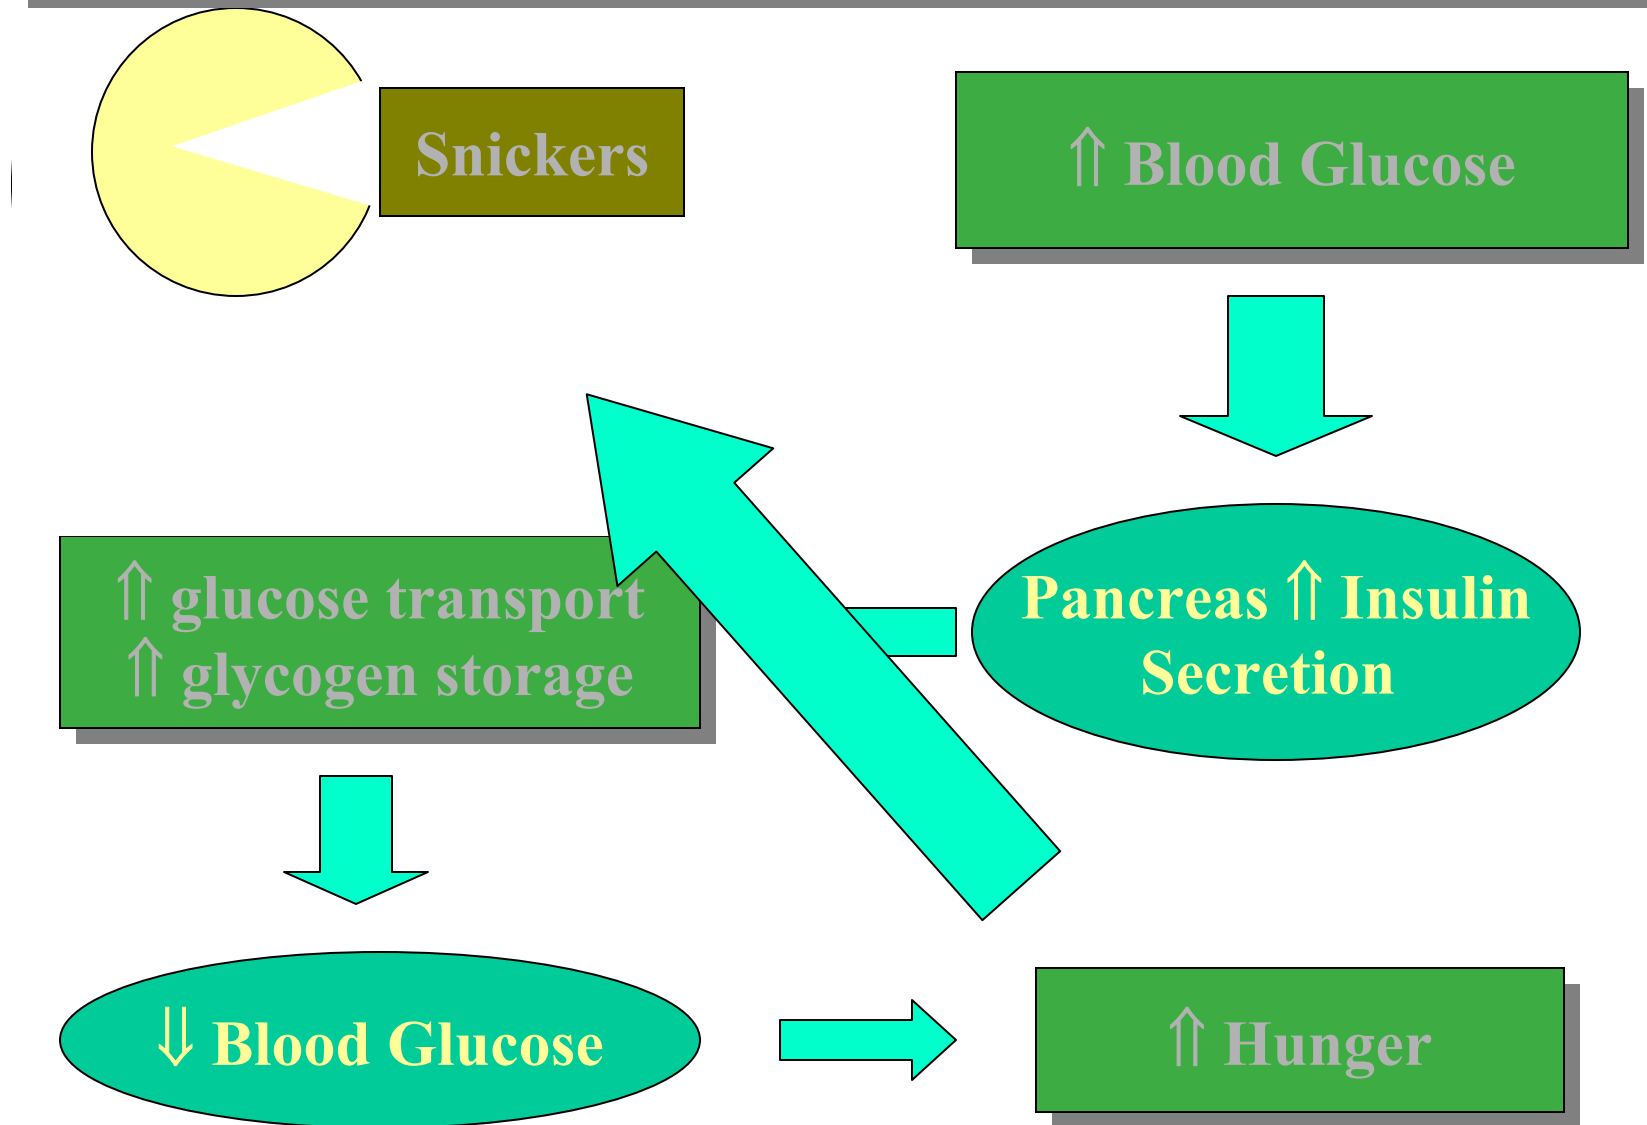 Snickers
⇑ Blood Glucose
⇑ glucose transport
⇑ glycogen storage
Pancreas ⇑ Insulin
Secretion
⇓ Blood Glucose
⇑ Hunger